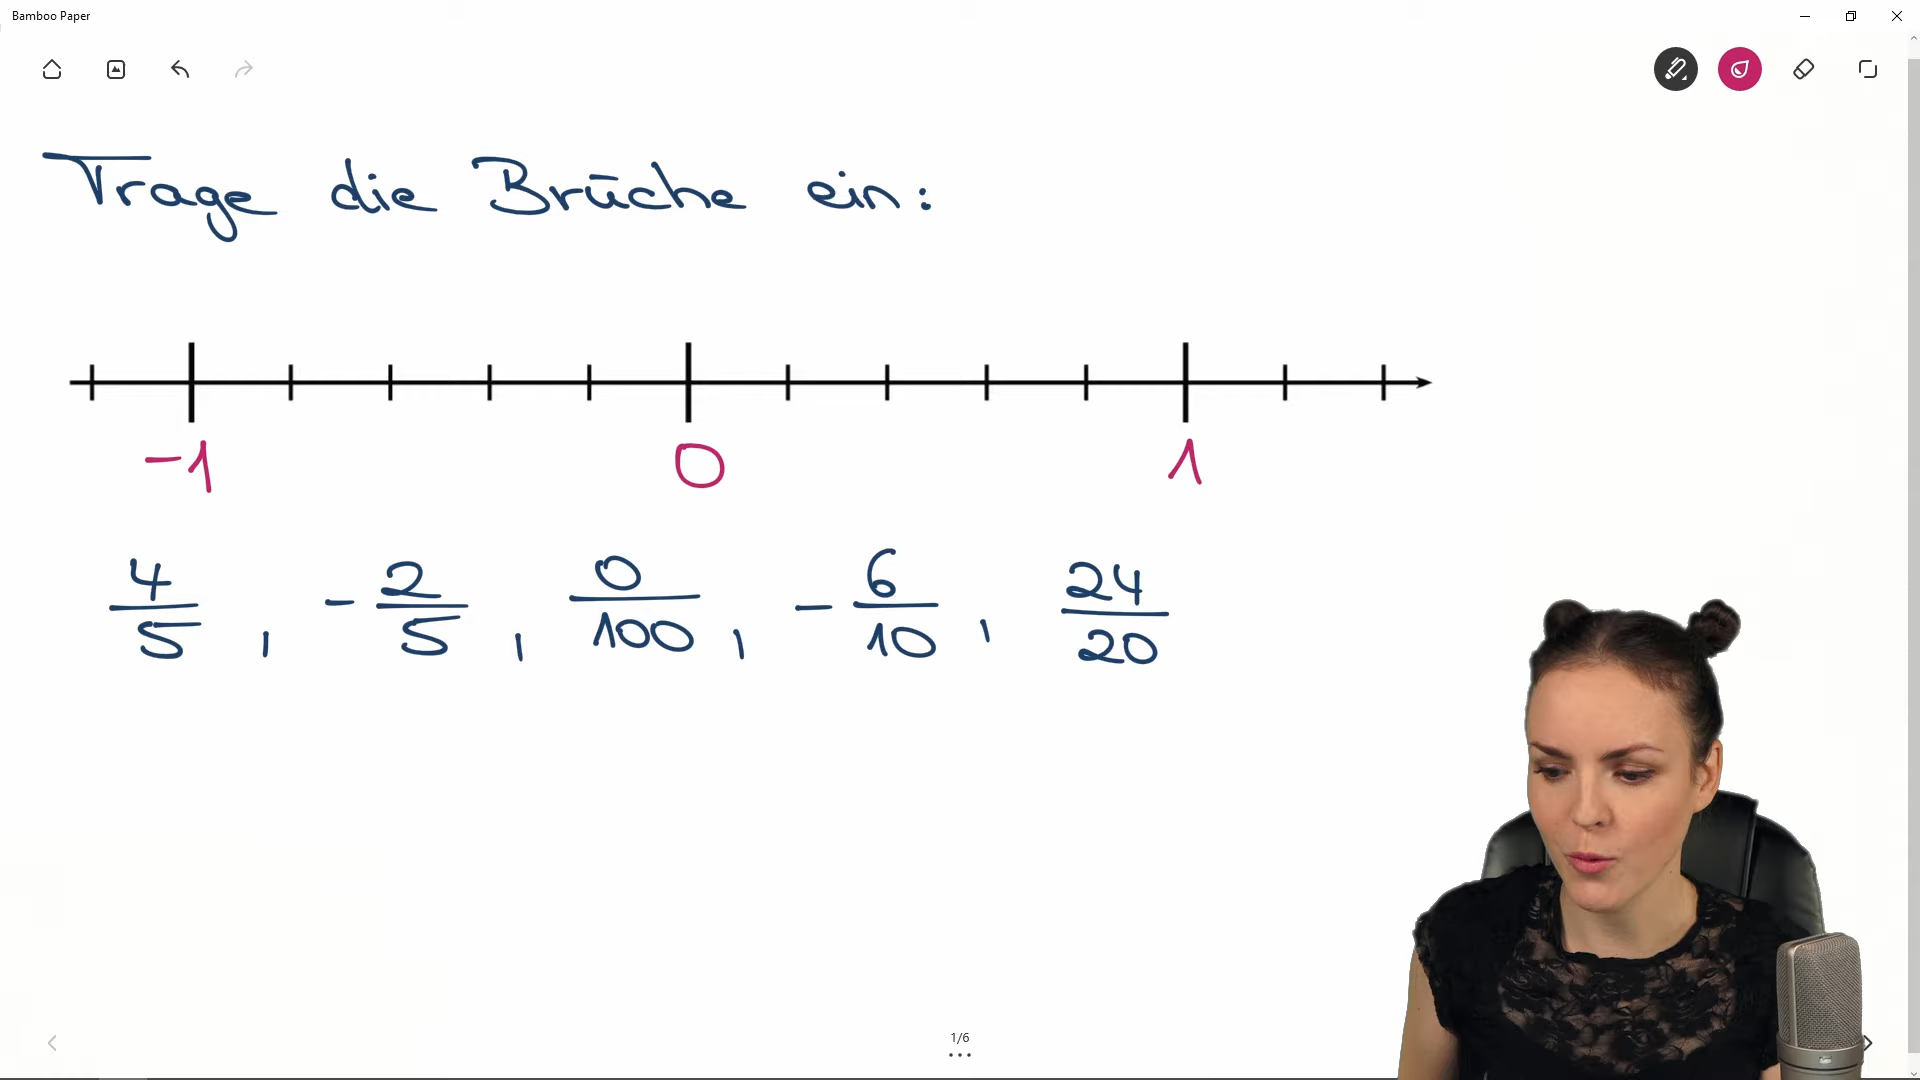 Bamboo Paper
Trage die Brüche ein:
-1 0 1
4/5 , -2/5 , 0/100 , -6/10 , 24/20
1/6